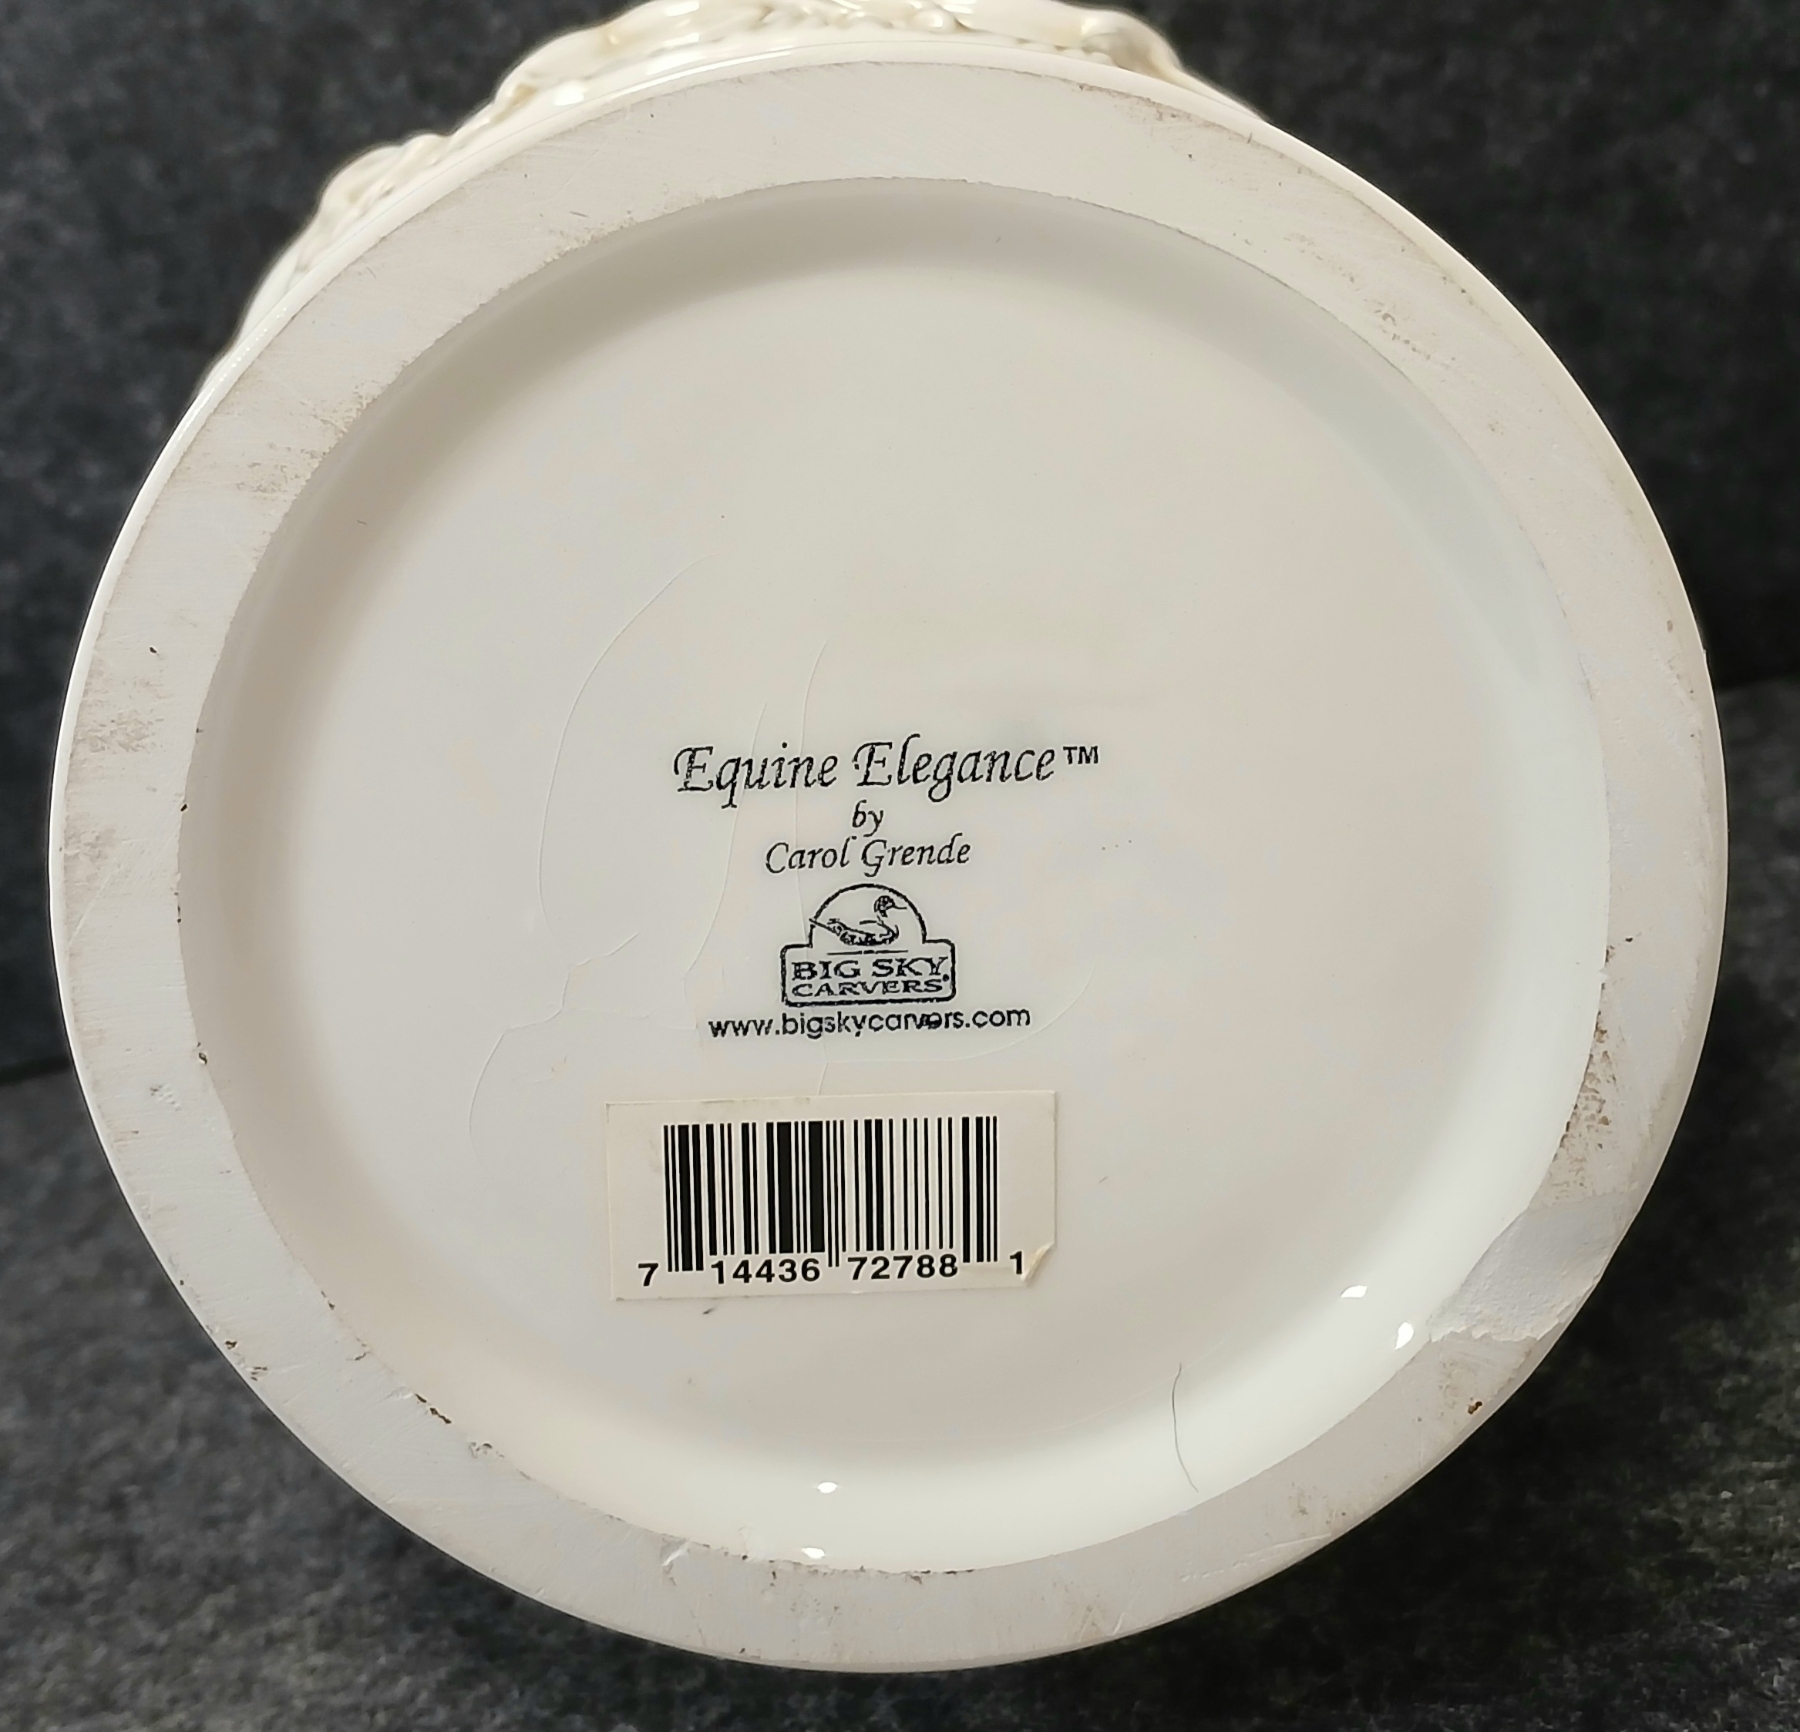 Equine Elegance™
by
Carol Grende
BIG SKY
CARVERS®
www.bigskycarvers.com
7 14436 72788 1